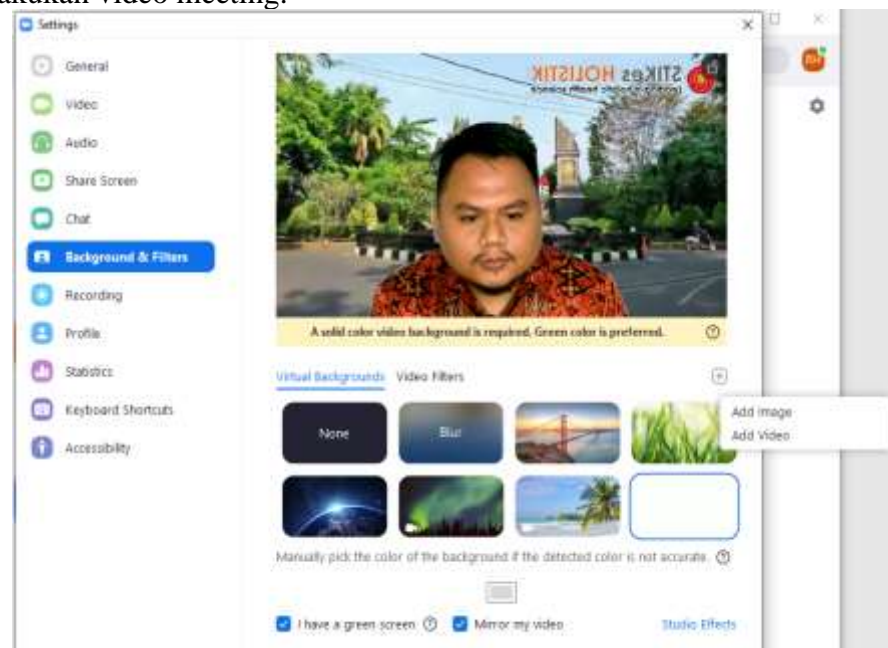 akukan video meeting.
Settings
General
Video
Audio
Share Screen
Chat
Background & Filters
Recording
Profile
Statistics
Keyboard Shortcuts
Accessibility
STIKes HOLISTIK
A solid color video background is required. Green color is preferred.
Virtual Backgrounds Video Filters
Add Image
Add Video
None
Blur
Manually pick the color of the background if the detected color is not accurate.
I have a green screen
Mirror my video
Studio Effects